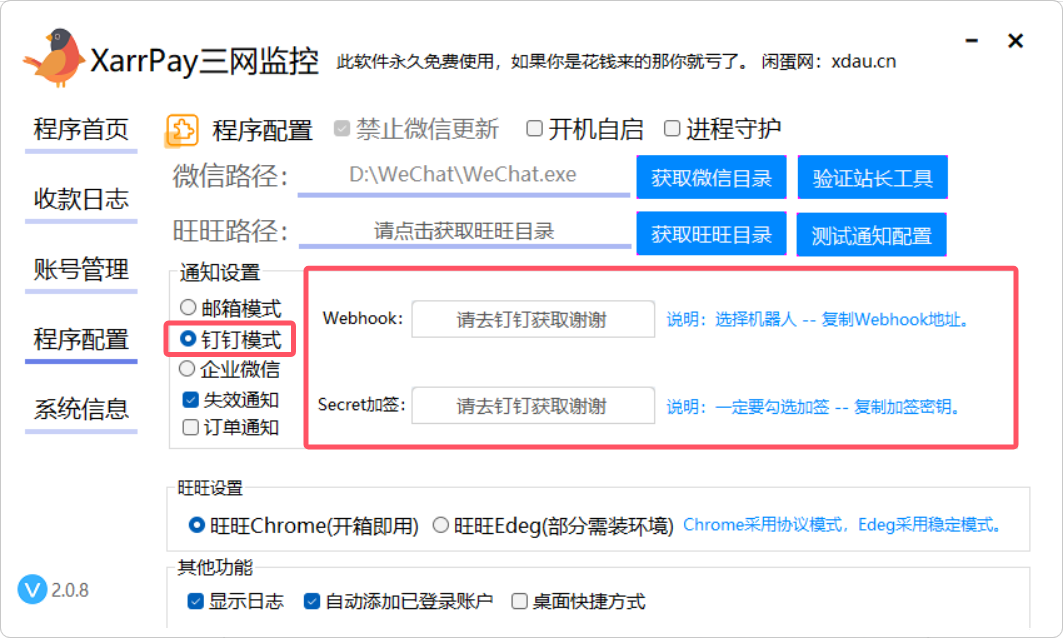 XarrPay三网监控 此软件永久免费使用，如果你是花钱来的那你就亏了。 闲蛋网：xdau.cn
程序首页
收款日志
账号管理
程序配置
系统信息
V 2.0.8
程序配置 禁止微信更新 开机自启 进程守护
微信路径： D:\WeChat\WeChat.exe 获取微信目录 验证站长工具
旺旺路径： 请点击获取旺旺目录 获取旺旺目录 测试通知配置
通知设置
邮箱模式
钉钉模式
企业微信
失效通知
订单通知
Webhook: 请去钉钉获取谢谢 说明：选择机器人 -- 复制Webhook地址。
Secret加签: 请去钉钉获取谢谢 说明：一定要勾选加签 -- 复制加签密钥。
旺旺设置
旺旺Chrome(开箱即用) 旺旺Edeg(部分需装环境) Chrome采用协议模式，Edeg采用稳定模式。
其他功能
显示日志 自动添加已登录账户 桌面快捷方式